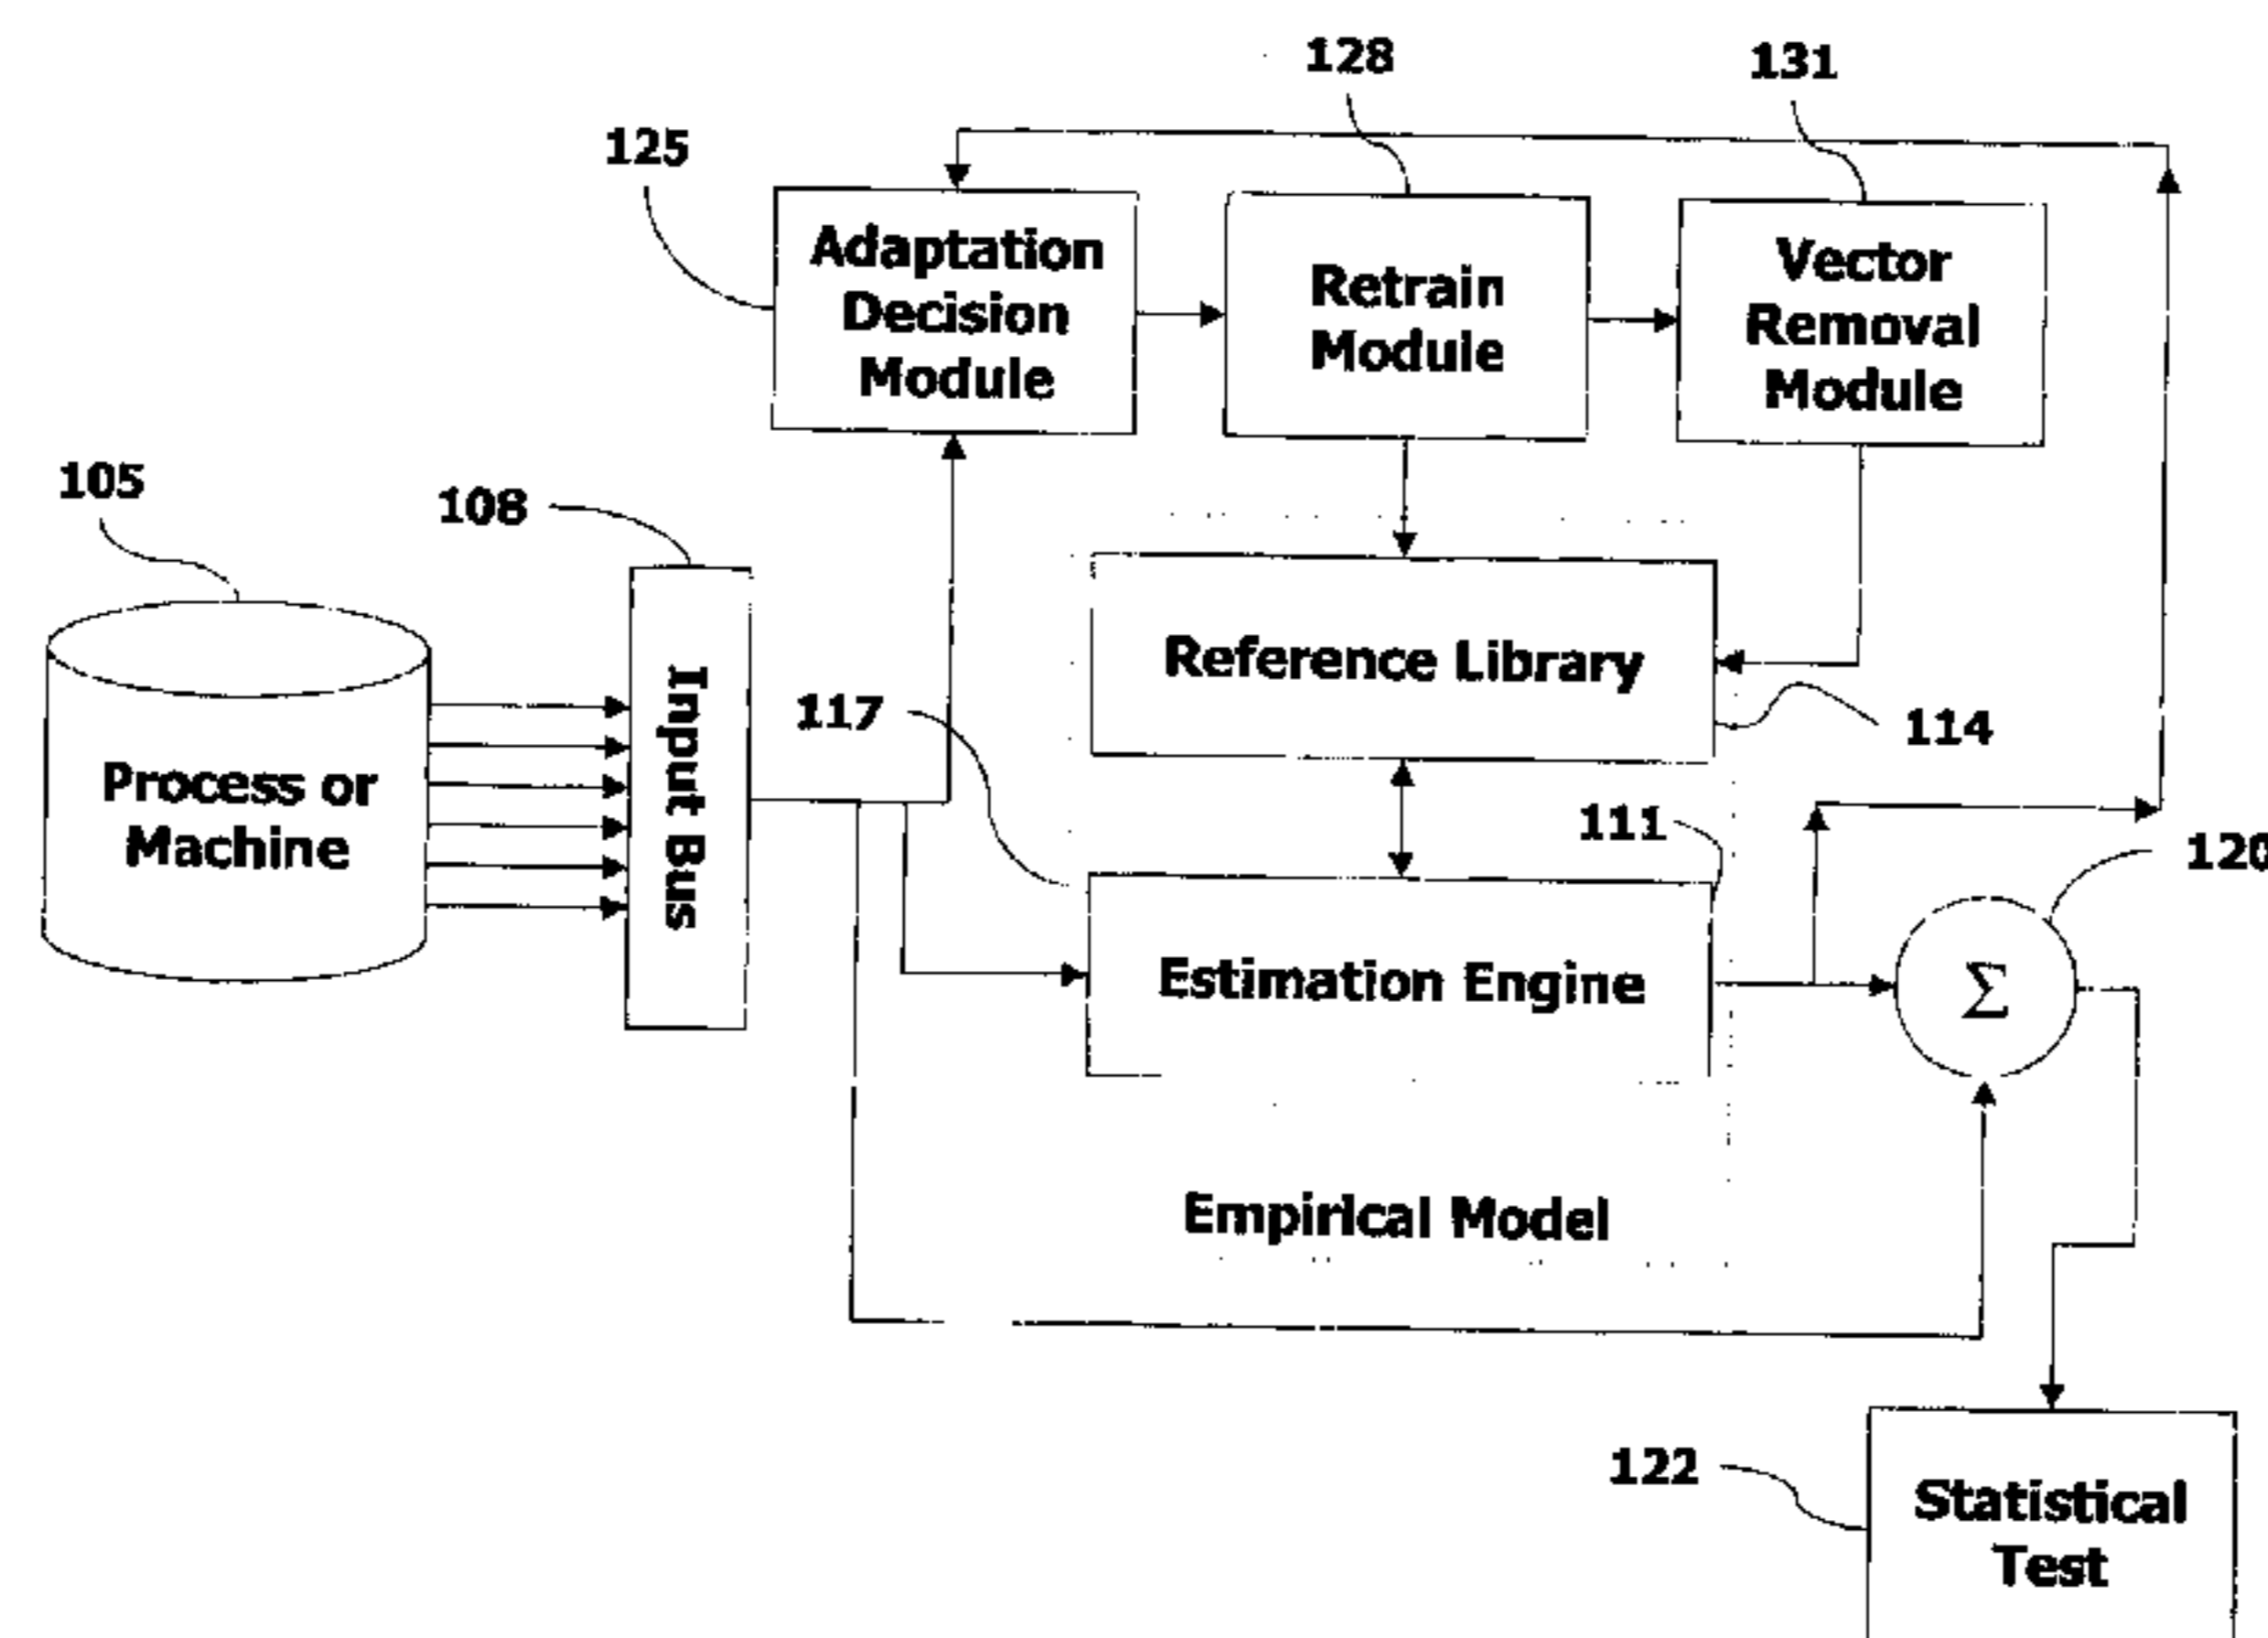 128
131
125
Adaptation
Decision
Module
Retrain
Module
Vector
Removal
Module
105
108
Process or
Machine
Input Bus
117
Reference Library
114
111
120
Estimation Engine
Σ
Empirical Model
122
Statistical
Test